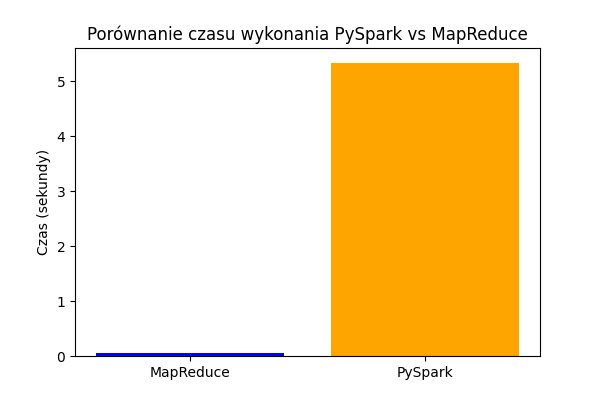 Porównanie czasu wykonania PySpark vs MapReduce
Czas (sekundy)
5
4
3
2
1
0
MapReduce
PySpark